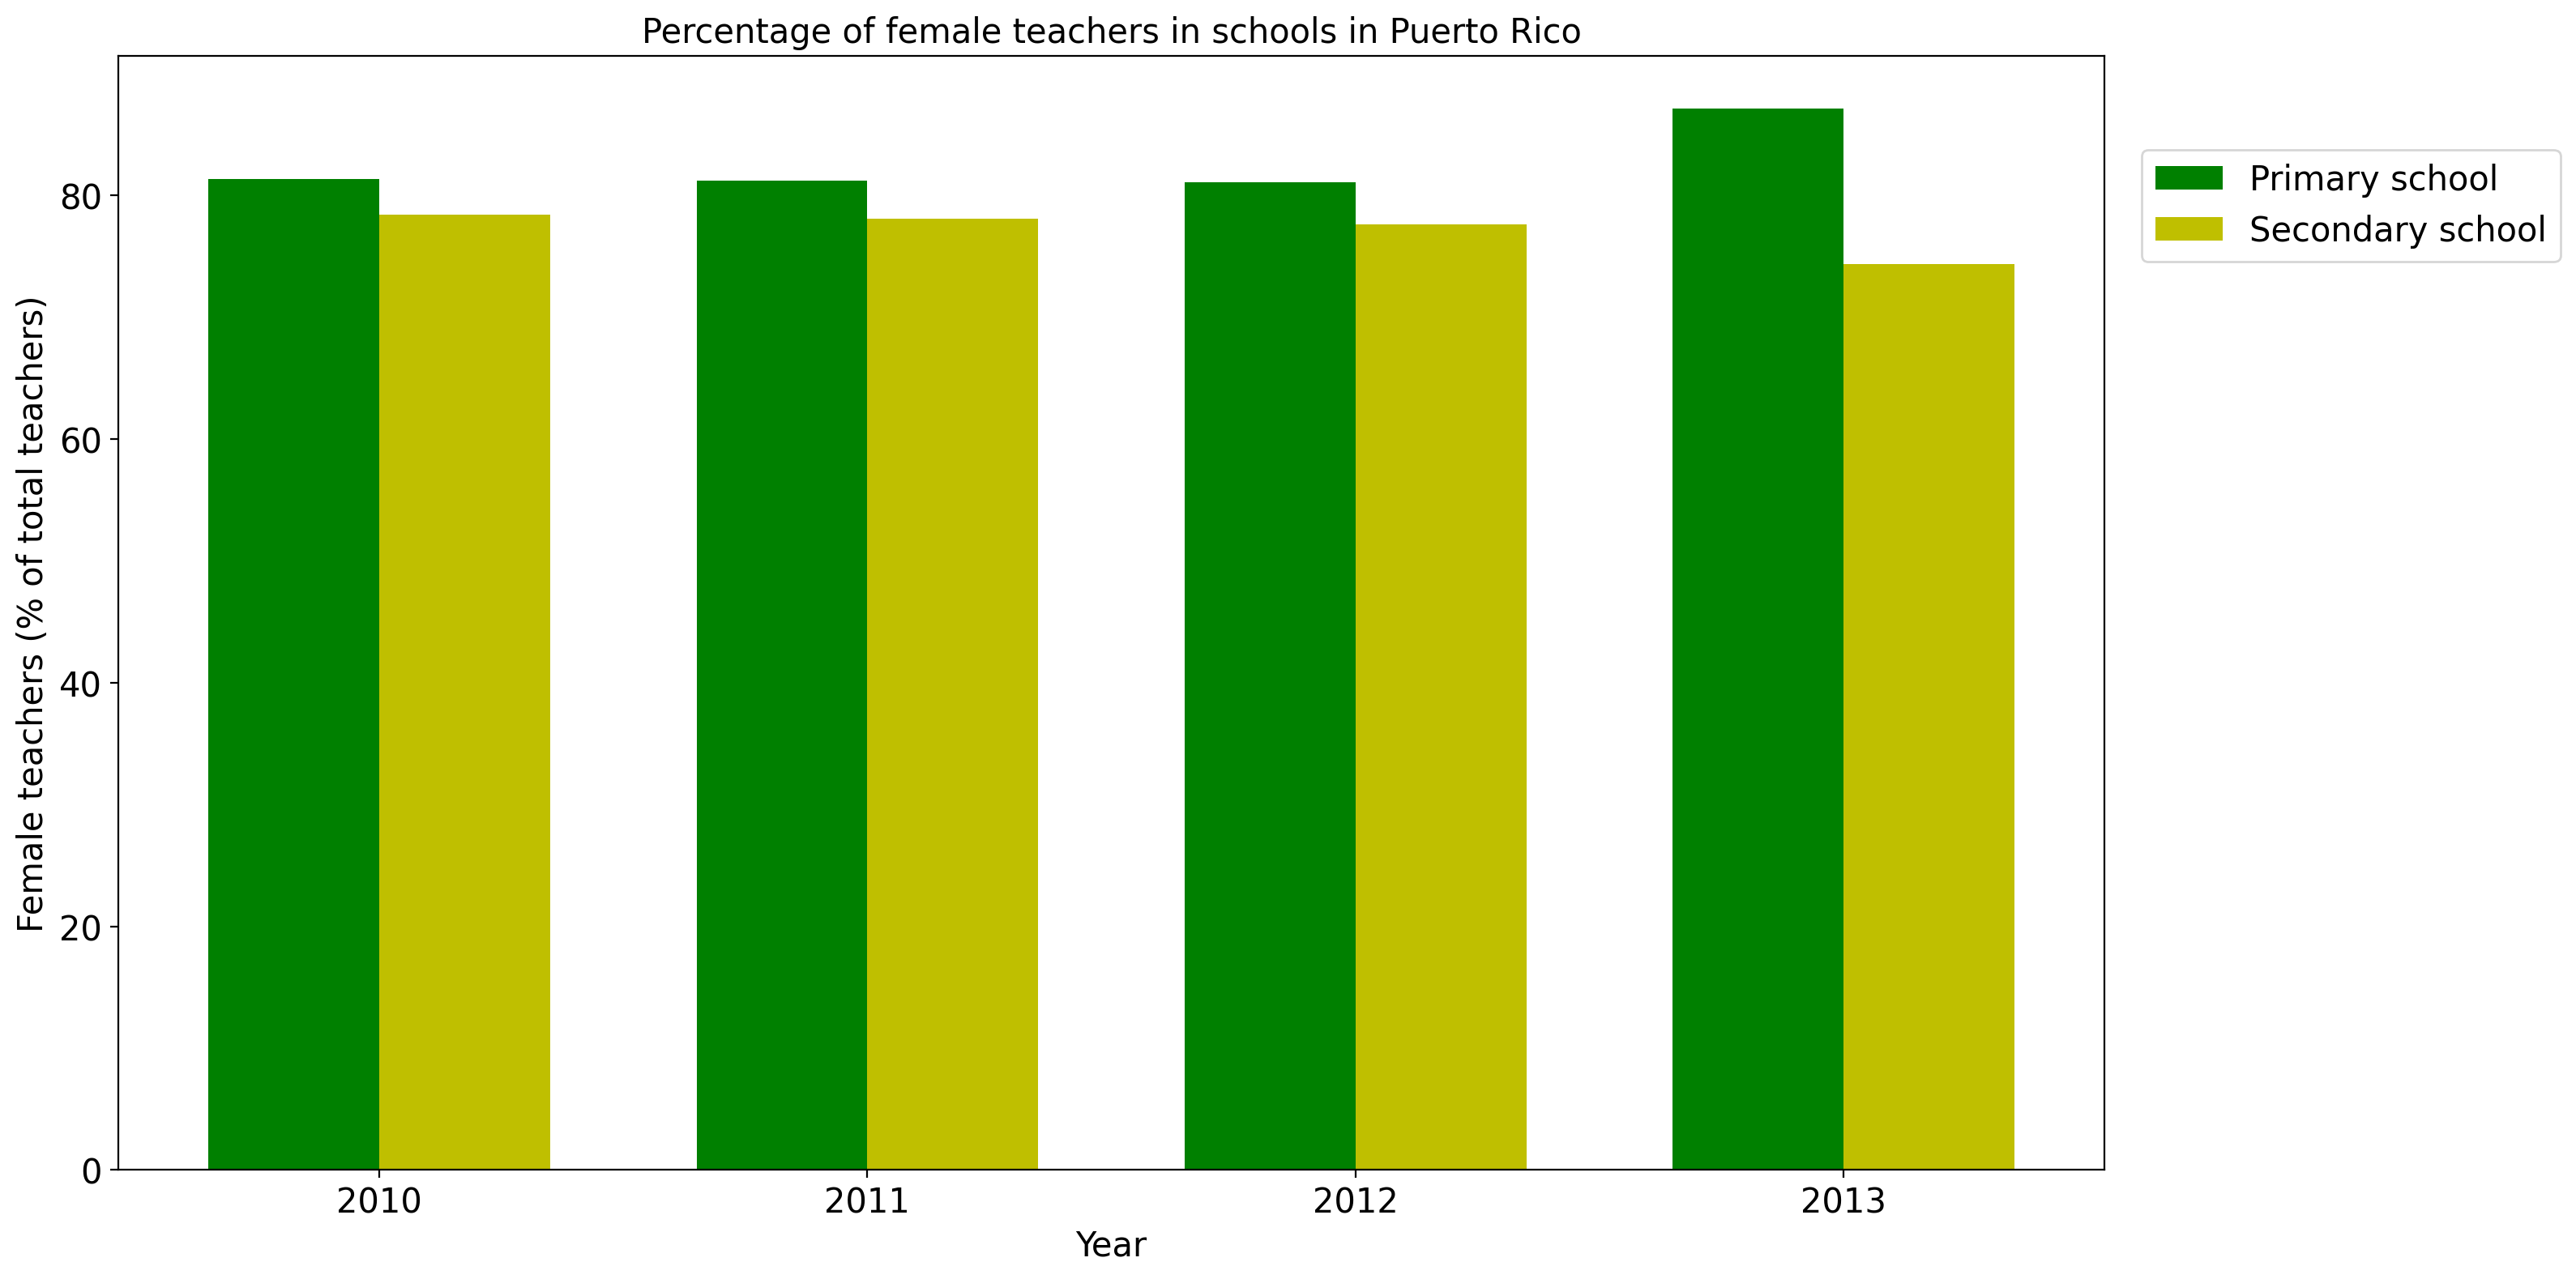 Percentage of female teachers in schools in Puerto Rico
Female teachers (% of total teachers)
80
60
40
20
0
2010 2011 2012 2013
Year
Primary school
Secondary school